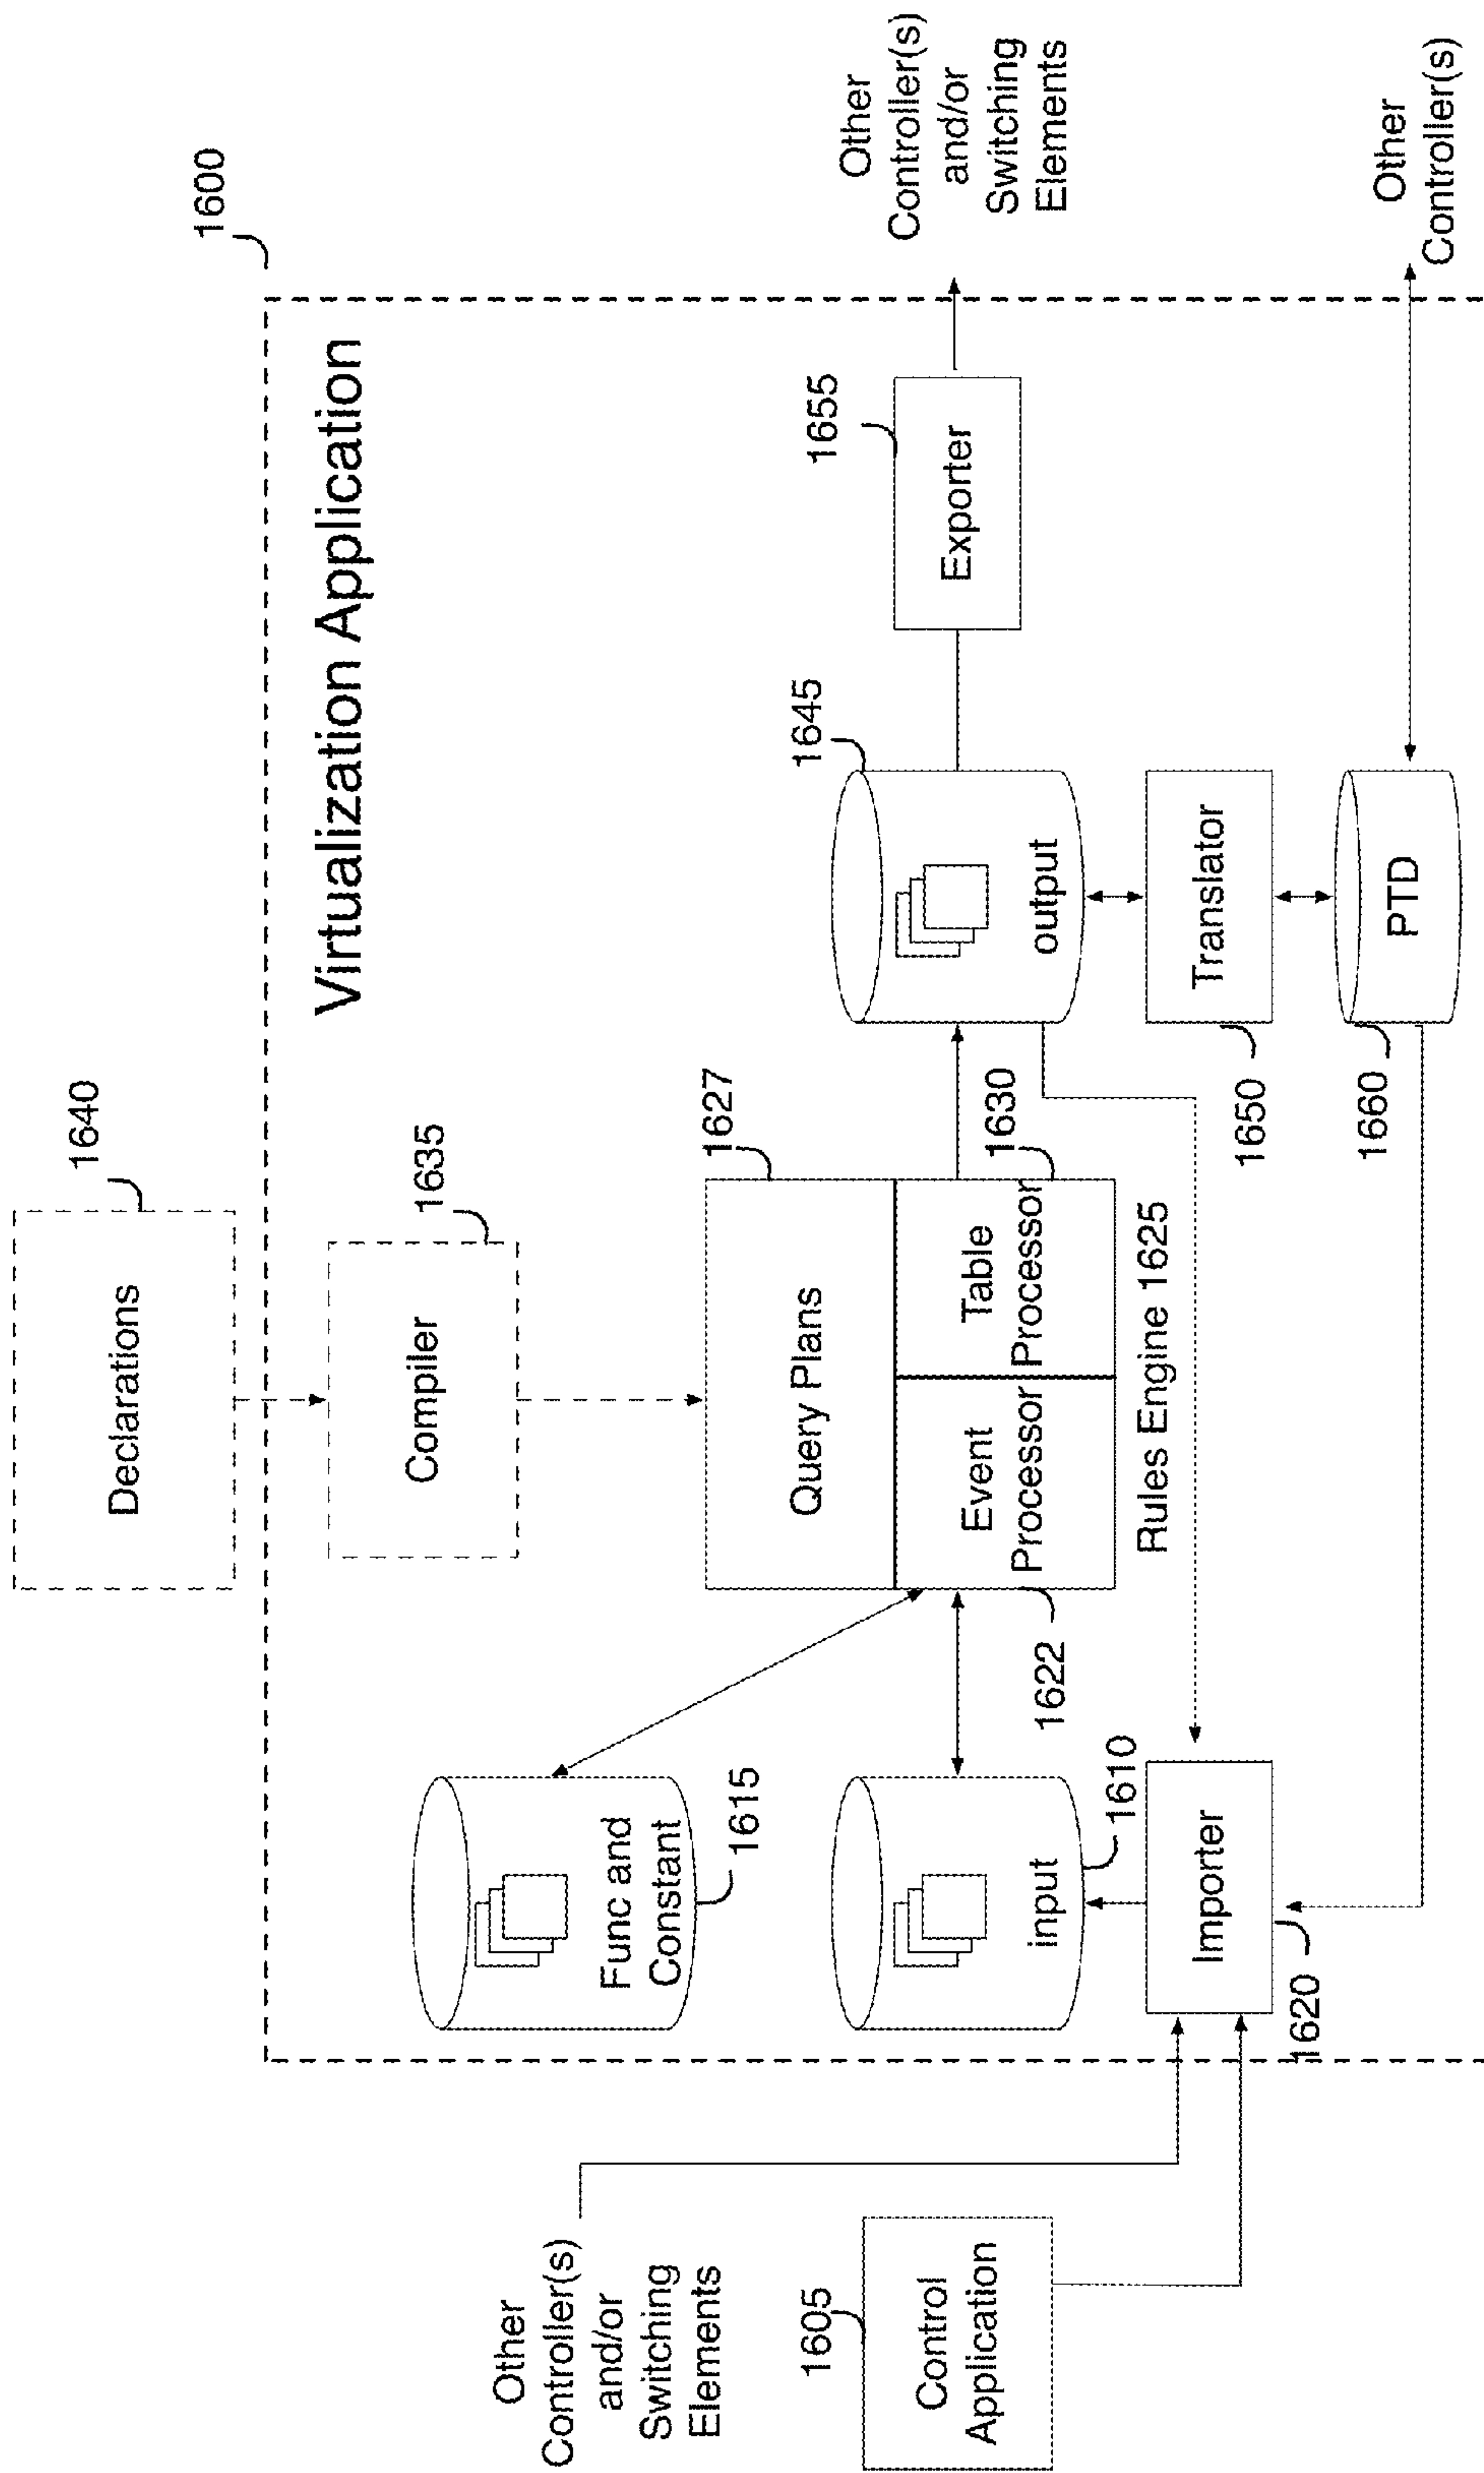 1640
Declarations
1600
Virtualization Application
1635
Compiler
1627
Query Plans
Event
Processor
Table
Processor
1622
1630
Rules Engine 1625
Func and
Constant
1615
input
1610
Importer
1620
1645
output
Translator
1650
PTD
1660
1655
Exporter
Other
Controller(s)
and/or
Switching
Elements
1605
Control
Application
Other
Controller(s)
and/or
Switching
Elements
Other
Controller(s)